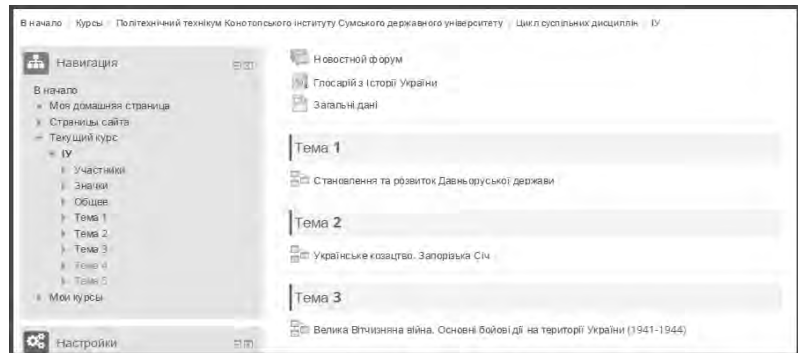 В начало Курсы Політехнічний технікум Конотопського інституту Сумського державного університету Цикл суспільних дисциплін ІУ
Навигация
В начало
Моя домашняя страница
Страницы сайта
Текущий курс
ІУ
Участники
Значки
Общее
Тема 1
Тема 2
Тема 3
Тема 4
Тема 5
Мои курсы
Настройки
Новостной форум
Глосарій з Історії України
Загальні дані
Тема 1
Становлення та розвиток Давньоруської держави
Тема 2
Українське козацтво. Запорізька Січ
Тема 3
Велика Вітчизняна війна. Основні бойові дії на території України (1941-1944)